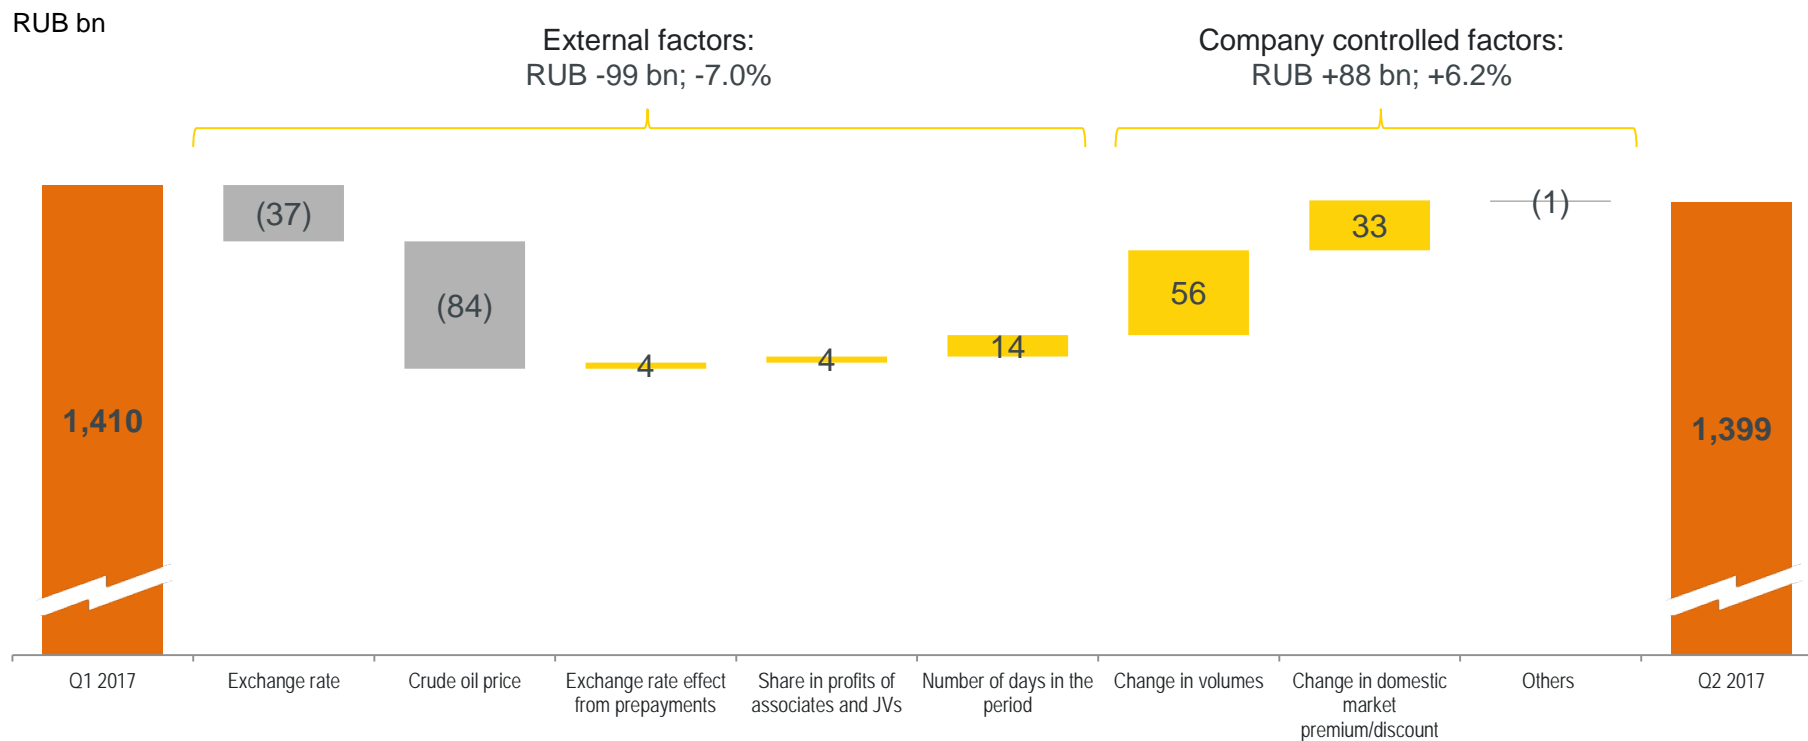 RUB bn
External factors:
RUB -99 bn; -7.0%
Company controlled factors:
RUB +88 bn; +6.2%
(37)
(84)
4
4
14
56
33
(1)
1,410
1,399
Q1 2017
Exchange rate
Crude oil price
Exchange rate effect
from prepayments
Share in profits of
associates and JVs
Number of days in the
period
Change in volumes
Change in domestic
market
premium/discount
Others
Q2 2017